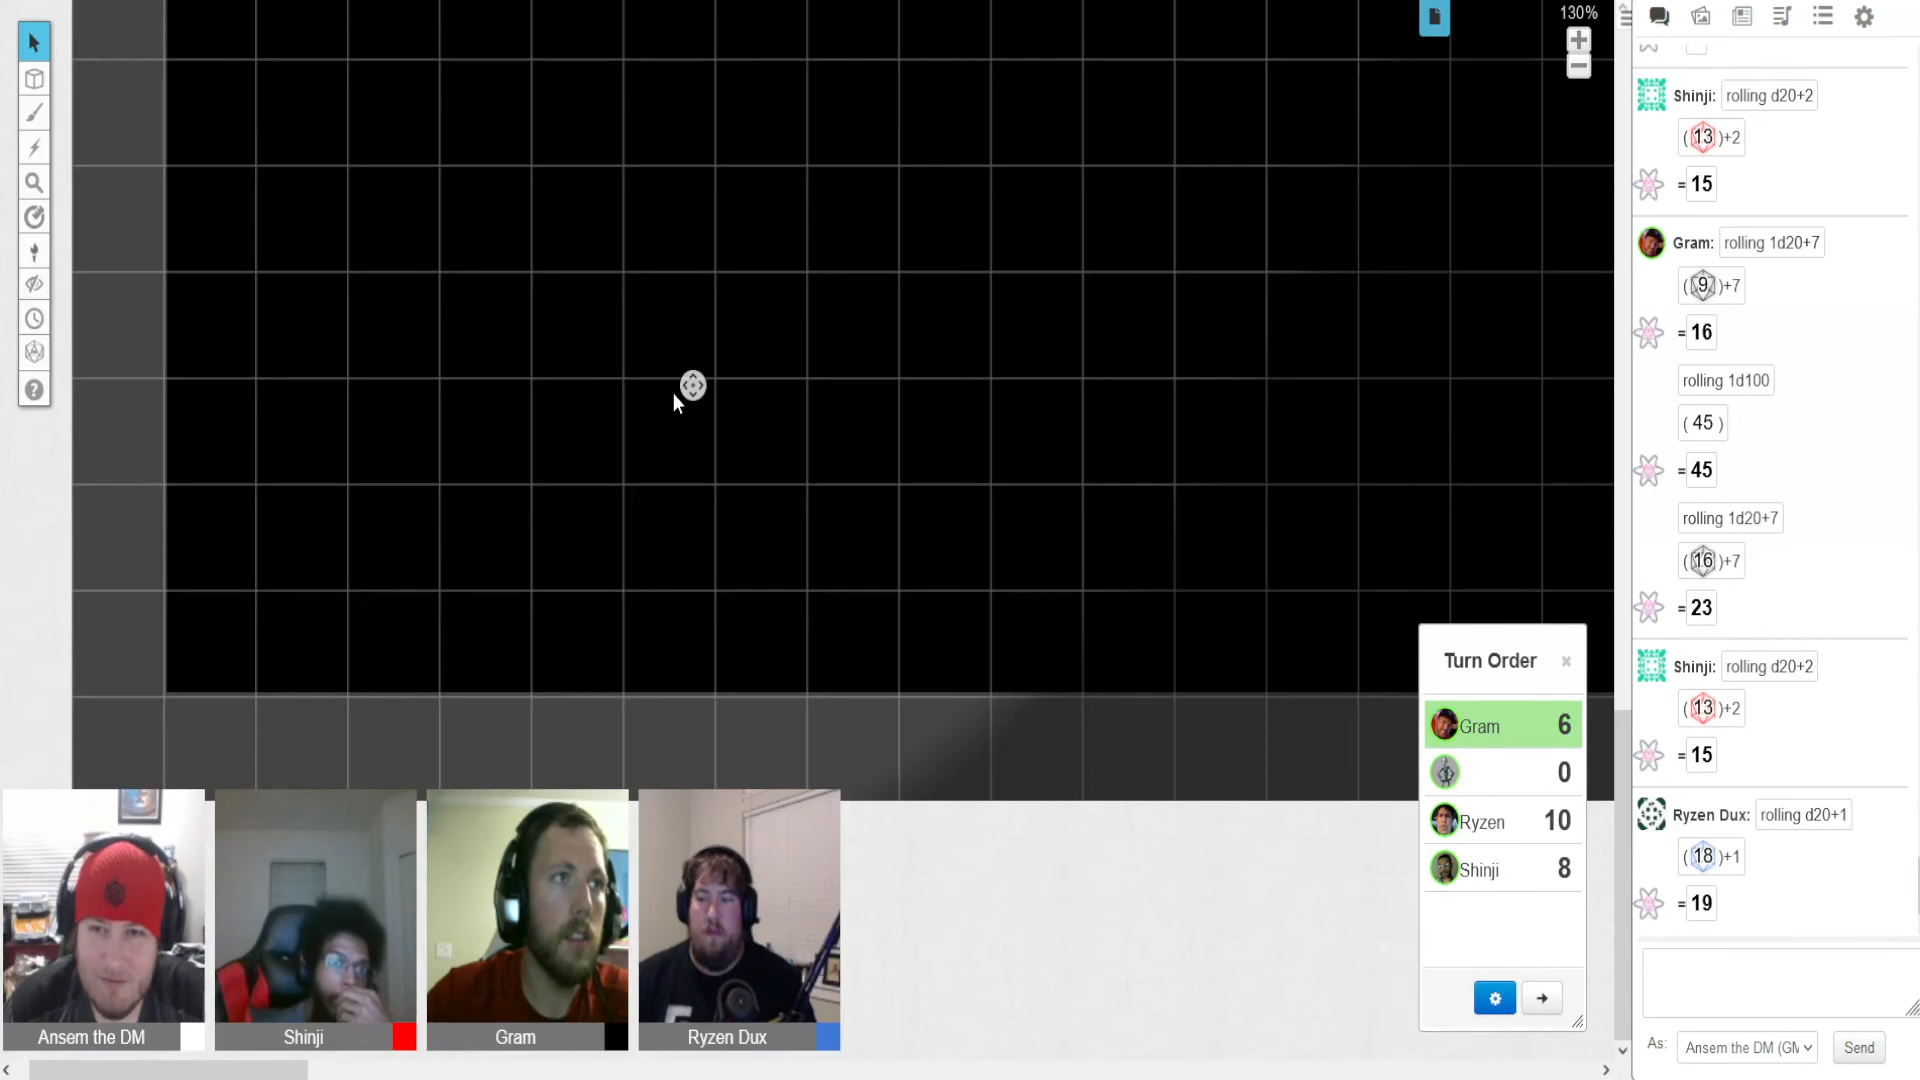 130%
Shinji: rolling d20+2
(13)+2
=15
Gram: rolling 1d20+7
(9)+7
=16
rolling 1d100
(45)
=45
rolling 1d20+7
(16)+7
=23
Shinji: rolling d20+2
(13)+2
=15
Ryzen Dux: rolling d20+1
(18)+1
=19
As: Ansem the DM (GM
Send
Turn Order ×
Gram 6
0
Ryzen 10
Shinji 8
Ansem the DM
Shinji
Gram
Ryzen Dux